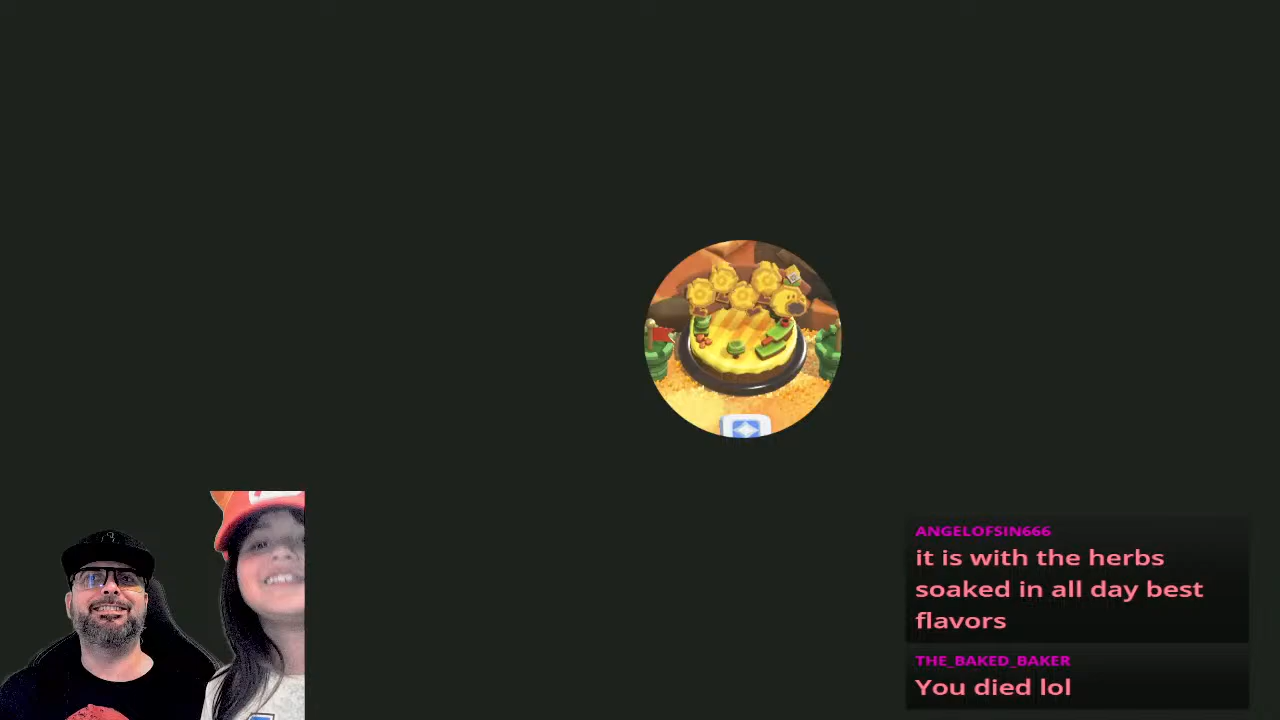 ANGELOFSIN666
it is with the herbs
soaked in all day best
flavors
THE_BAKED_BAKER
You died lol